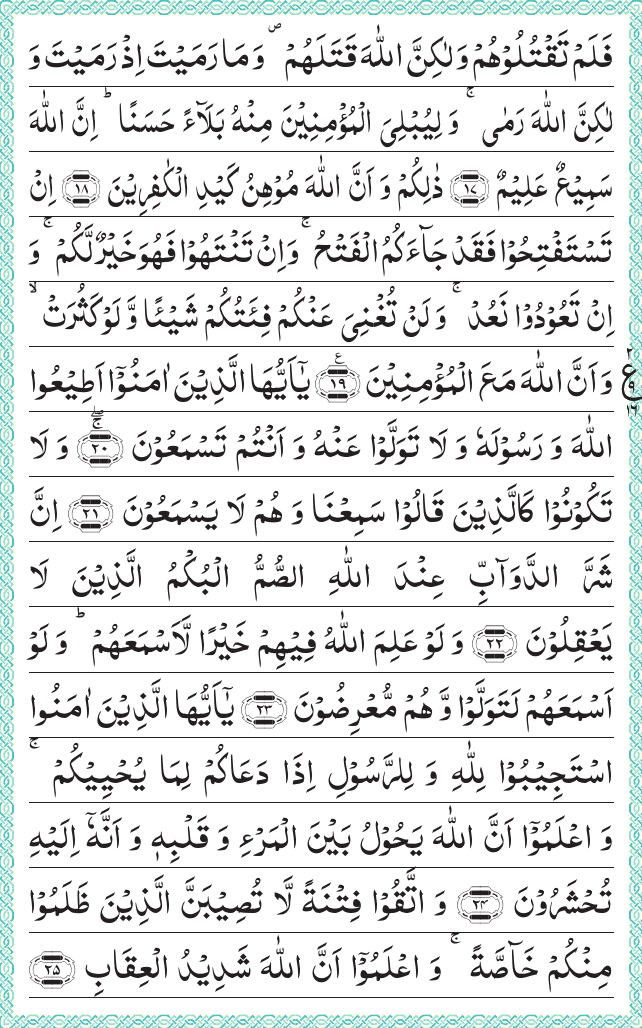 فَلَمْ تَقْتُلُوْهُمْ وَلٰكِنَّ اللّٰهَ قَتَلَهُمْ ۪ وَ مَا رَمَيْتَ اِذْ رَمَيْتَ وَ
لٰكِنَّ اللّٰهَ رَمٰى ۚ وَ لِيُبْلِىَ الْمُؤْمِنِيْنَ مِنْهُ بَلَآءً حَسَنًا ؕ اِنَّ اللّٰهَ
سَمِيْعٌ عَلِيْمٌ ﴿۱۷﴾ ذٰلِكُمْ وَ اَنَّ اللّٰهَ مُوْهِنُ كَيْدِ الْكٰفِرِيْنَ ﴿۱۸﴾ اِنْ
تَسْتَفْتِحُوْا فَقَدْ جَآءَكُمُ الْفَتْحُ ۚ وَ اِنْ تَنْتَهُوْا فَهُوَ خَيْرٌ لَّكُمْ ۚ وَ
اِنْ تَعُوْدُوْا نَعُدْ ۚ وَ لَنْ تُغْنِىَ عَنْكُمْ فِئَتُكُمْ شَيْـًٔا وَّ لَوْ كَثُرَتْ ۙ
وَ اَنَّ اللّٰهَ مَعَ الْمُؤْمِنِيْنَ ﴿۱۹﴾ ع يٰۤاَيُّهَا الَّذِيْنَ اٰمَنُوْۤا اَطِيْعُوا
۲ ع ۹ ۱۶
اللّٰهَ وَ رَسُوْلَهٗ وَ لَا تَوَلَّوْا عَنْهُ وَ اَنْتُمْ تَسْمَعُوْنَ ﴿۲۰﴾ ۚ وَ لَا
تَكُوْنُوْا كَالَّذِيْنَ قَالُوْا سَمِعْنَا وَ هُمْ لَا يَسْمَعُوْنَ ﴿۲۱﴾ اِنَّ
شَرَّ الدَّوَآبِّ عِنْدَ اللّٰهِ الصُّمُّ الْبُكْمُ الَّذِيْنَ لَا
يَعْقِلُوْنَ ﴿۲۲﴾ وَ لَوْ عَلِمَ اللّٰهُ فِيْهِمْ خَيْرًا لَّاَسْمَعَهُمْ ؕ وَ لَوْ
اَسْمَعَهُمْ لَتَوَلَّوْا وَّ هُمْ مُّعْرِضُوْنَ ﴿۲۳﴾ يٰۤاَيُّهَا الَّذِيْنَ اٰمَنُوا
اسْتَجِيْبُوْا لِلّٰهِ وَ لِلرَّسُوْلِ اِذَا دَعَاكُمْ لِمَا يُحْيِيْكُمْ ۚ
وَ اعْلَمُوْۤا اَنَّ اللّٰهَ يَحُوْلُ بَيْنَ الْمَرْءِ وَ قَلْبِهٖ وَ اَنَّهٗۤ اِلَيْهِ
تُحْشَرُوْنَ ﴿۲۴﴾ وَ اتَّقُوْا فِتْنَةً لَّا تُصِيْبَنَّ الَّذِيْنَ ظَلَمُوْا
مِنْكُمْ خَآصَّةً ۚ وَ اعْلَمُوْۤا اَنَّ اللّٰهَ شَدِيْدُ الْعِقَابِ ﴿۲۵﴾